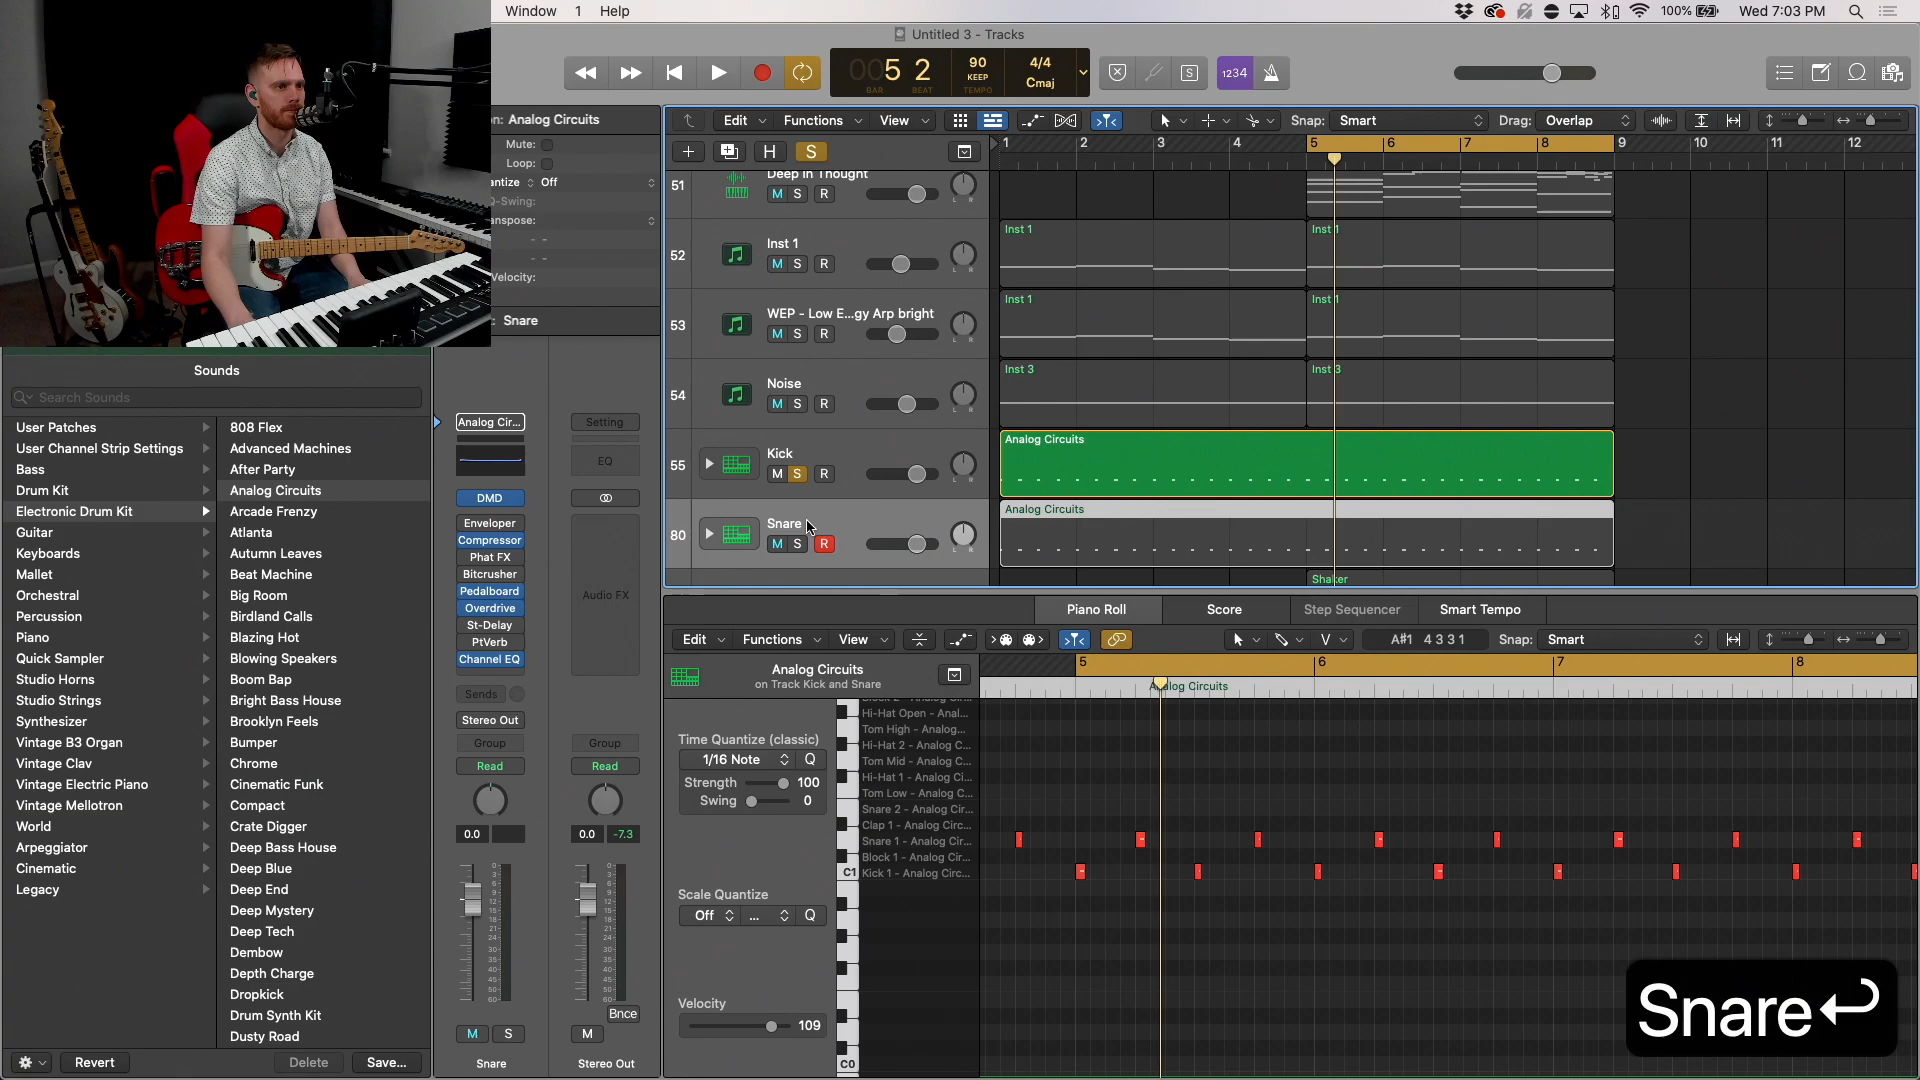 Window 1 Help
100% Wed 7:03 PM
Untitled 3 - Tracks
005 2
BAR BEAT
90
KEEP
TEMPO
4/4
Cmaj
1234
Analog Circuits
Mute:
Loop:
antize Off
Q-Swing:
anspose:
Velocity:
Snare
Edit Functions View Snap: Smart Drag: Overlap
H S
1 2 3 4 5 6 7 8 9 10 11 12
51 Deep in Thought
M S R
52 Inst 1
M S R
Inst 1 Inst 1
53 WEP - Low E...gy Arp bright
M S R
Inst 1 Inst 1
54 Noise
M S R
Inst 3 Inst 3
55 Kick
M S R
Analog Circuits
80 Snare
M S R
Analog Circuits
Shaker
Sounds
Search Sounds
User Patches
User Channel Strip Settings
Bass
Drum Kit
Electronic Drum Kit
Guitar
Keyboards
Mallet
Orchestral
Percussion
Piano
Quick Sampler
Studio Horns
Studio Strings
Synthesizer
Vintage B3 Organ
Vintage Clav
Vintage Electric Piano
Vintage Mellotron
World
Arpeggiator
Cinematic
Legacy
808 Flex
Advanced Machines
After Party
Analog Circuits
Arcade Frenzy
Atlanta
Autumn Leaves
Beat Machine
Big Room
Birdland Calls
Blazing Hot
Blowing Speakers
Boom Bap
Bright Bass House
Brooklyn Feels
Bumper
Chrome
Cinematic Funk
Compact
Crate Digger
Deep Bass House
Deep Blue
Deep End
Deep Mystery
Deep Tech
Dembow
Depth Charge
Dropkick
Drum Synth Kit
Dusty Road
Revert Delete Save...
Analog Cir...
DMD
Enveloper
Compressor
Phat FX
Bitcrusher
Pedalboard
Overdrive
St-Delay
PtVerb
Channel EQ
Sends
Stereo Out
Group
Read
0.0
M S
Snare
Setting
EQ
Audio FX
Group
Read
0.0 -7.3
Bnce
M
Stereo Out
Piano Roll Score Step Sequencer Smart Tempo
Edit Functions View A#1 4 3 3 1 Snap: Smart
Analog Circuits
on Track Kick and Snare
5 6 7 8
Analog Circuits
Time Quantize (classic)
1/16 Note Q
Strength 100
Swing 0
Scale Quantize
Off ... Q
Velocity
109
Hi-Hat Open - Anal...
Tom High - Analog...
Hi-Hat 2 - Analog C...
Tom Mid - Analog C...
Hi-Hat 1 - Analog Ci...
Tom Low - Analog C...
Snare 2 - Analog Cir...
Clap 1 - Analog Circ...
Snare 1 - Analog Cir...
Block 1 - Analog Cir...
C1 Kick 1 - Analog Circ...
C0
Snare↩